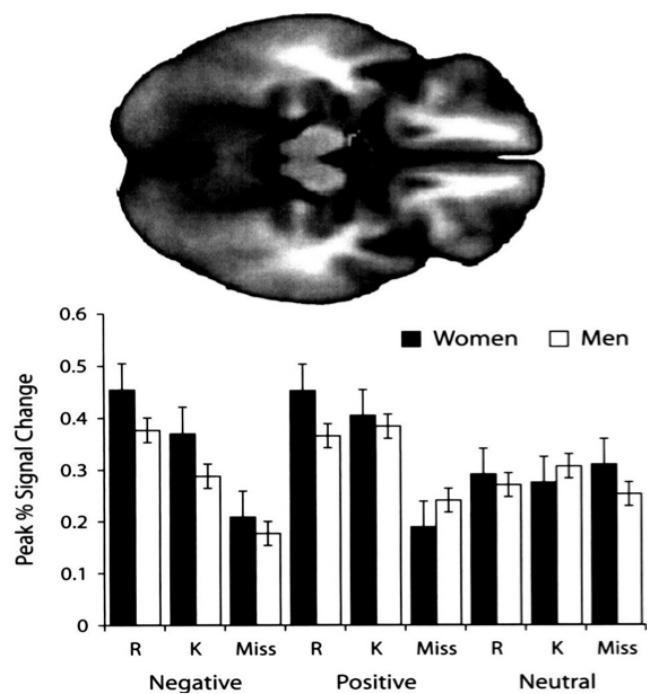 0.6
Women Men
0.5
0.4
0.3
0.2
0.1
0
Peak % Signal Change
R K Miss R K Miss R K Miss
Negative Positive Neutral